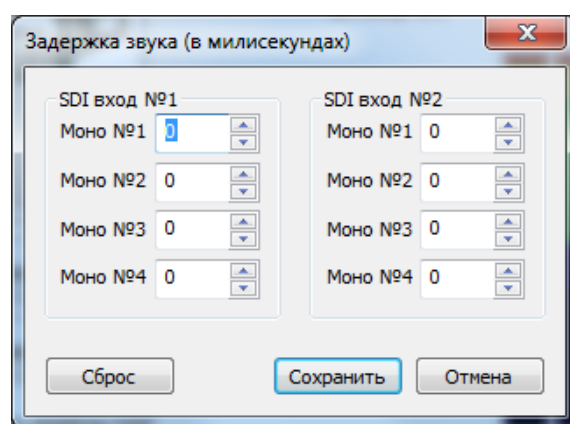 Задержка звука (в милисекундах)
SDI вход №1
Моно №1 0
Моно №2 0
Моно №3 0
Моно №4 0
SDI вход №2
Моно №1 0
Моно №2 0
Моно №3 0
Моно №4 0
Сброс Сохранить Отмена